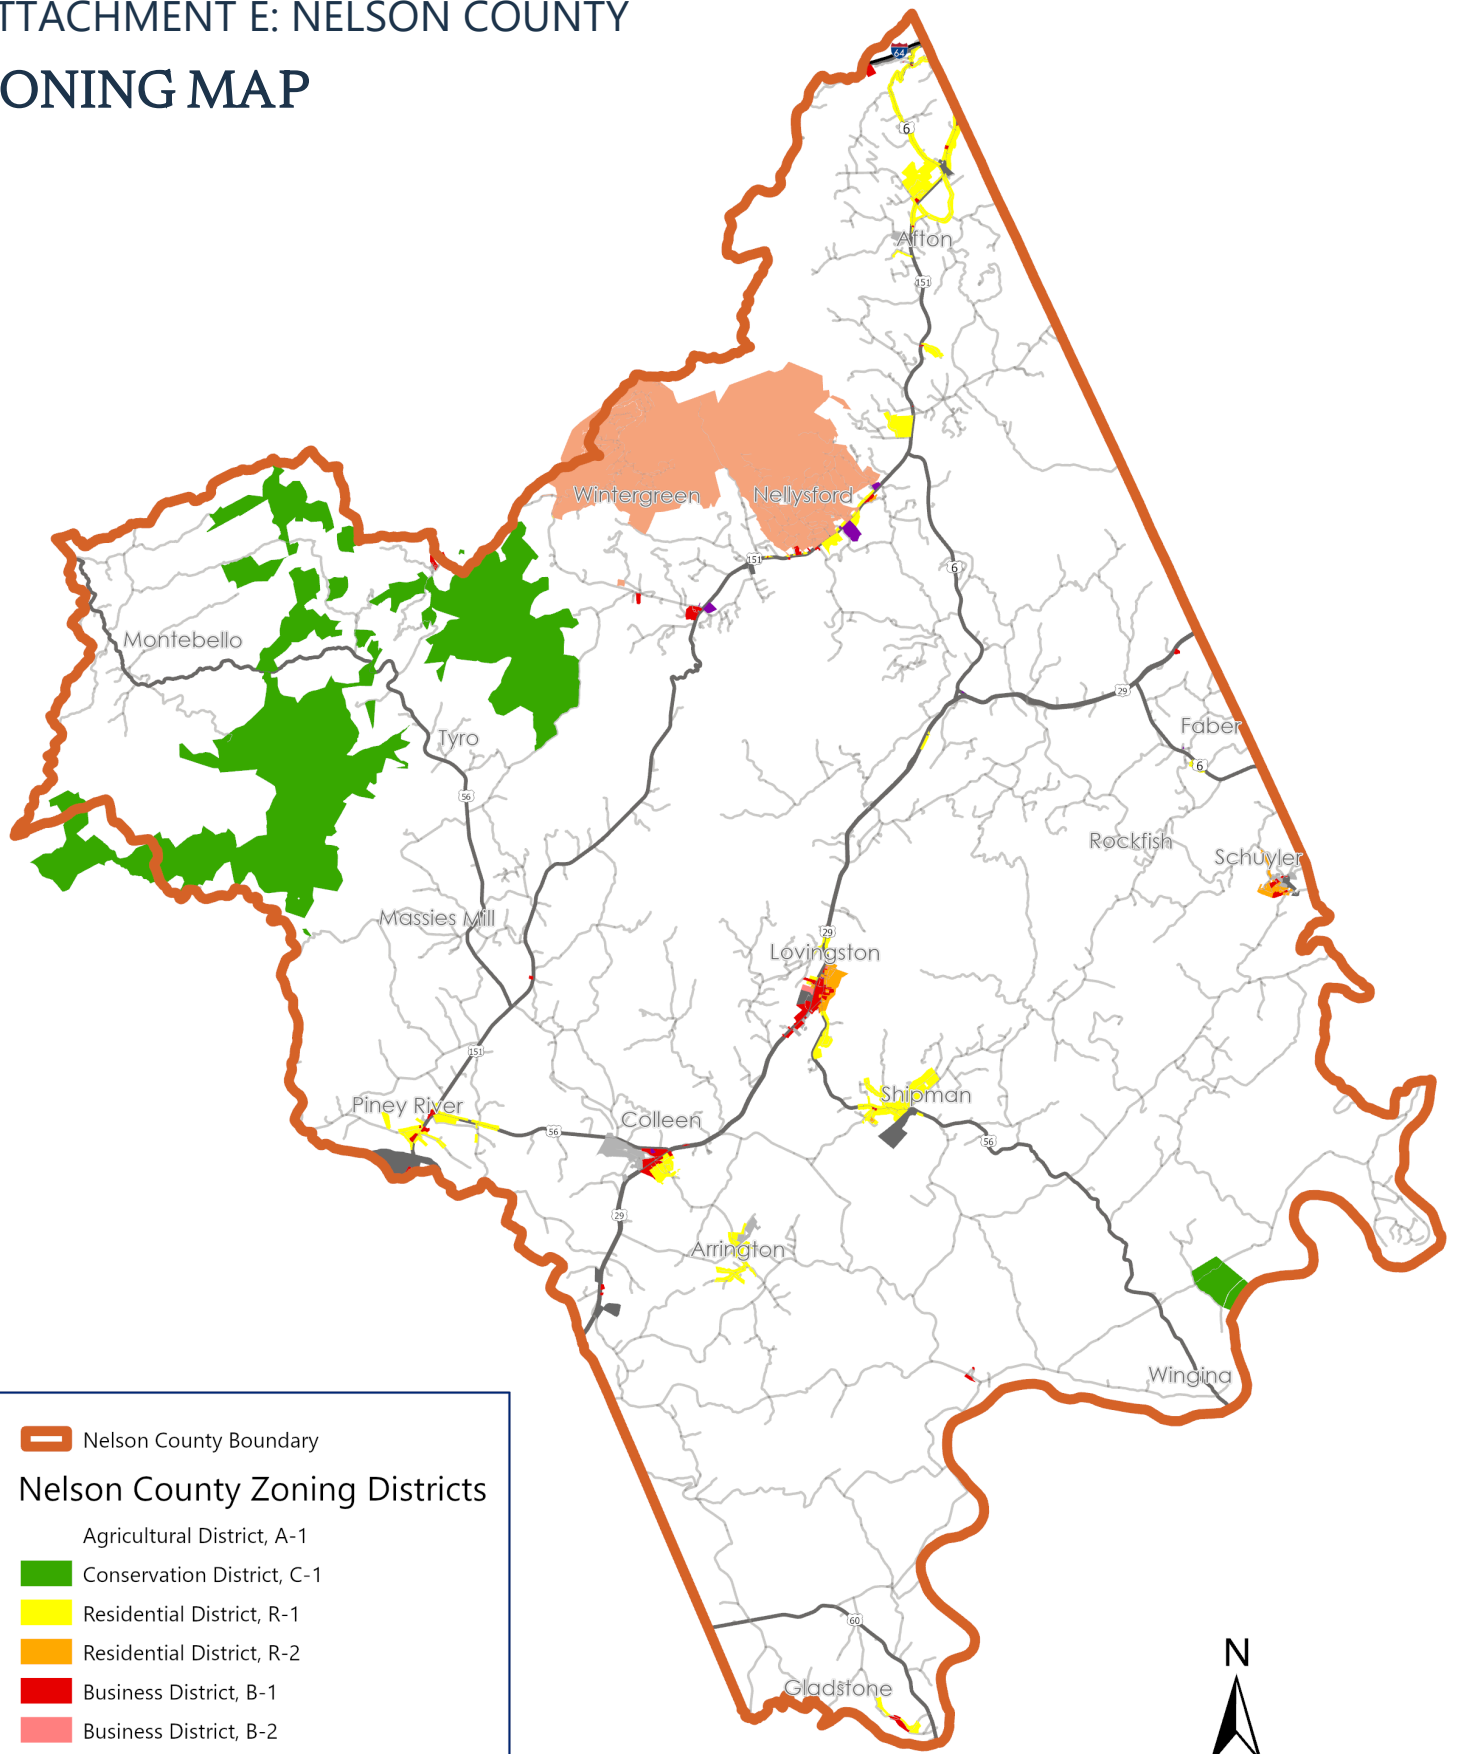 TTACHMENT E: NELSON COUNTY
ONING MAP
64
6
Afton
151
Wintergreen
Nellysford
151
6
Montebello
29
Tyro
Faber
6
56
Rockfish
Schuyler
Massies Mill
29
Lovingston
151
Piney River
Colleen
Shipman
56
56
29
Arrington
Wingina
Nelson County Boundary
Nelson County Zoning Districts
Agricultural District, A-1
Conservation District, C-1
Residential District, R-1
Residential District, R-2
Business District, B-1
Business District, B-2
60
Gladstone
N